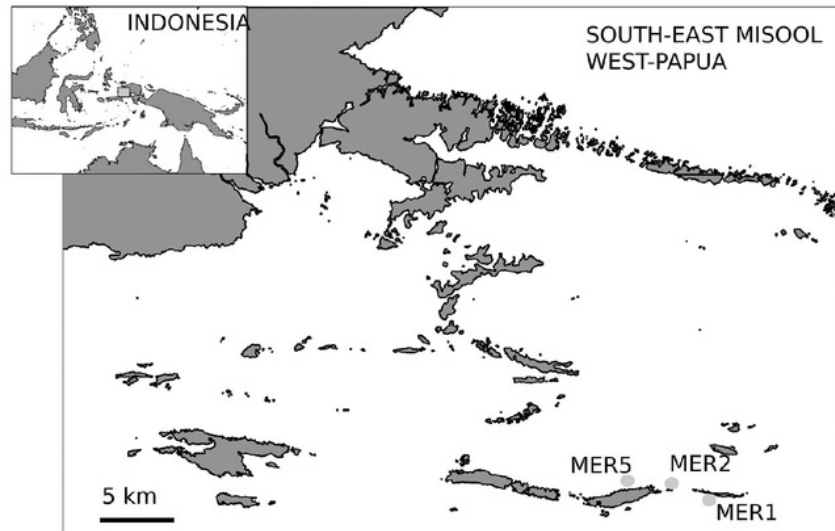 INDONESIA
SOUTH-EAST MISOOL
WEST-PAPUA
MER5
MER2
MER1
5 km